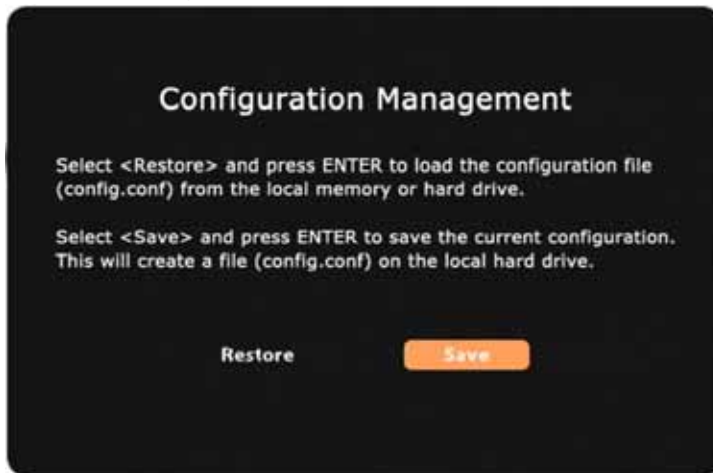 Configuration Management
Select <Restore> and press ENTER to load the configuration file
(config.conf) from the local memory or hard drive.
Select <Save> and press ENTER to save the current configuration.
This will create a file (config.conf) on the local hard drive.
Restore Save